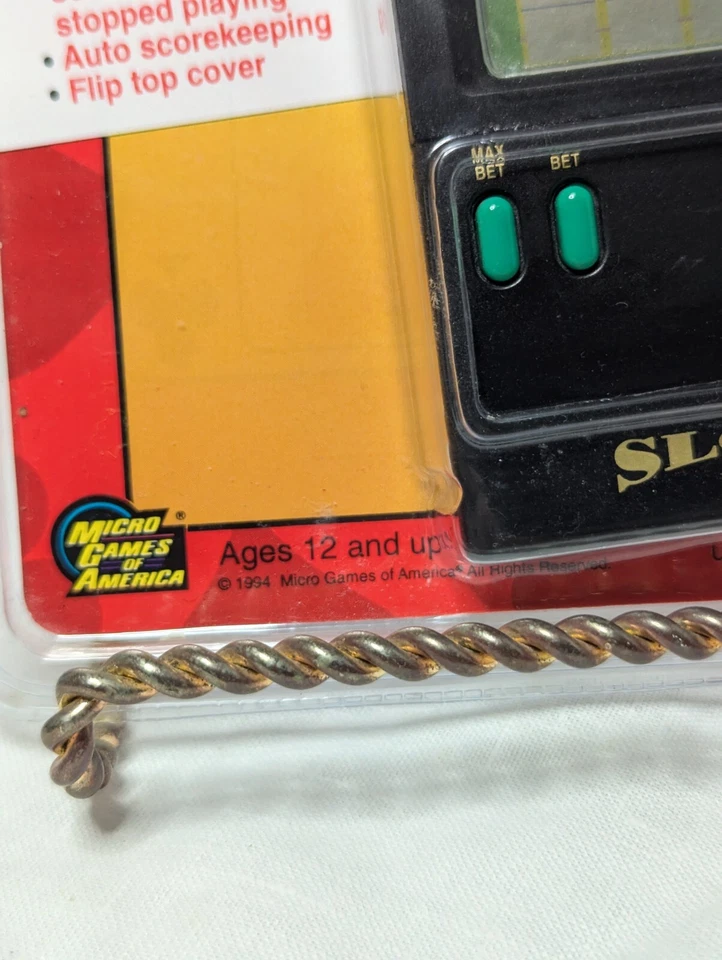 stopped playing
• Auto scorekeeping
• Flip top cover
MAX
BET
BET
MICRO
GAMES
OF
AMERICA®
Ages 12 and up
© 1994 Micro Games of America® All Rights Reserved.